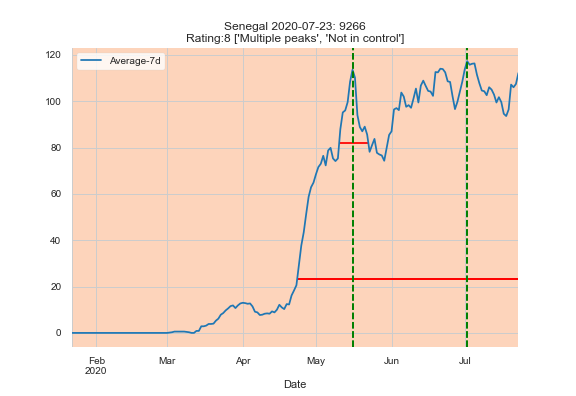 Senegal 2020-07-23: 9266
Rating:8 ['Multiple peaks', 'Not in control']
Average-7d
120
100
80
60
40
20
0
Feb
2020
Mar
Apr
May
Jun
Jul
Date